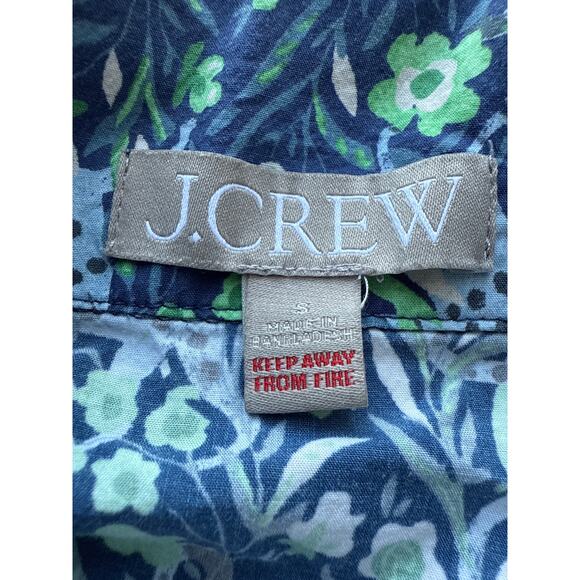 J.CREW
S
MADE IN
BANGLADESH
KEEP AWAY
FROM FIRE